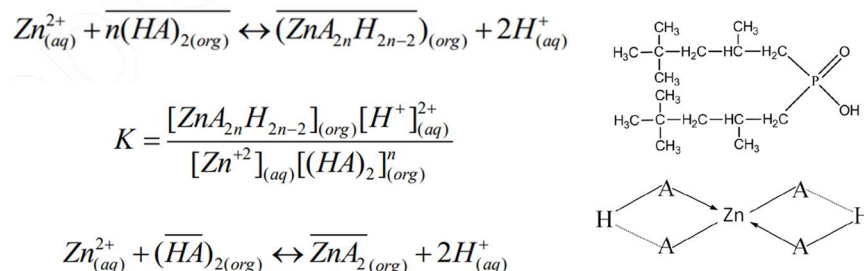 Zn²⁺(aq) + n(HA)₂(org) ↔ (ZnA₂ₙH₂ₙ₋₂)(org) + 2H⁺(aq)
K = [ZnA₂ₙH₂ₙ₋₂](org)[H⁺]²⁺(aq) / [Zn⁺²](aq)[(HA)₂]ⁿ(org)
Zn²⁺(aq) + (HA)₂(org) ↔ ZnA₂(org) + 2H⁺(aq)
CH₃ CH₃
H₃C—C—H₂C—HC—H₂C O
CH₃
P
CH₃ OH
H₃C—C—H₂C—HC—H₂C
CH₃ CH₃
A A
H Zn H
A A